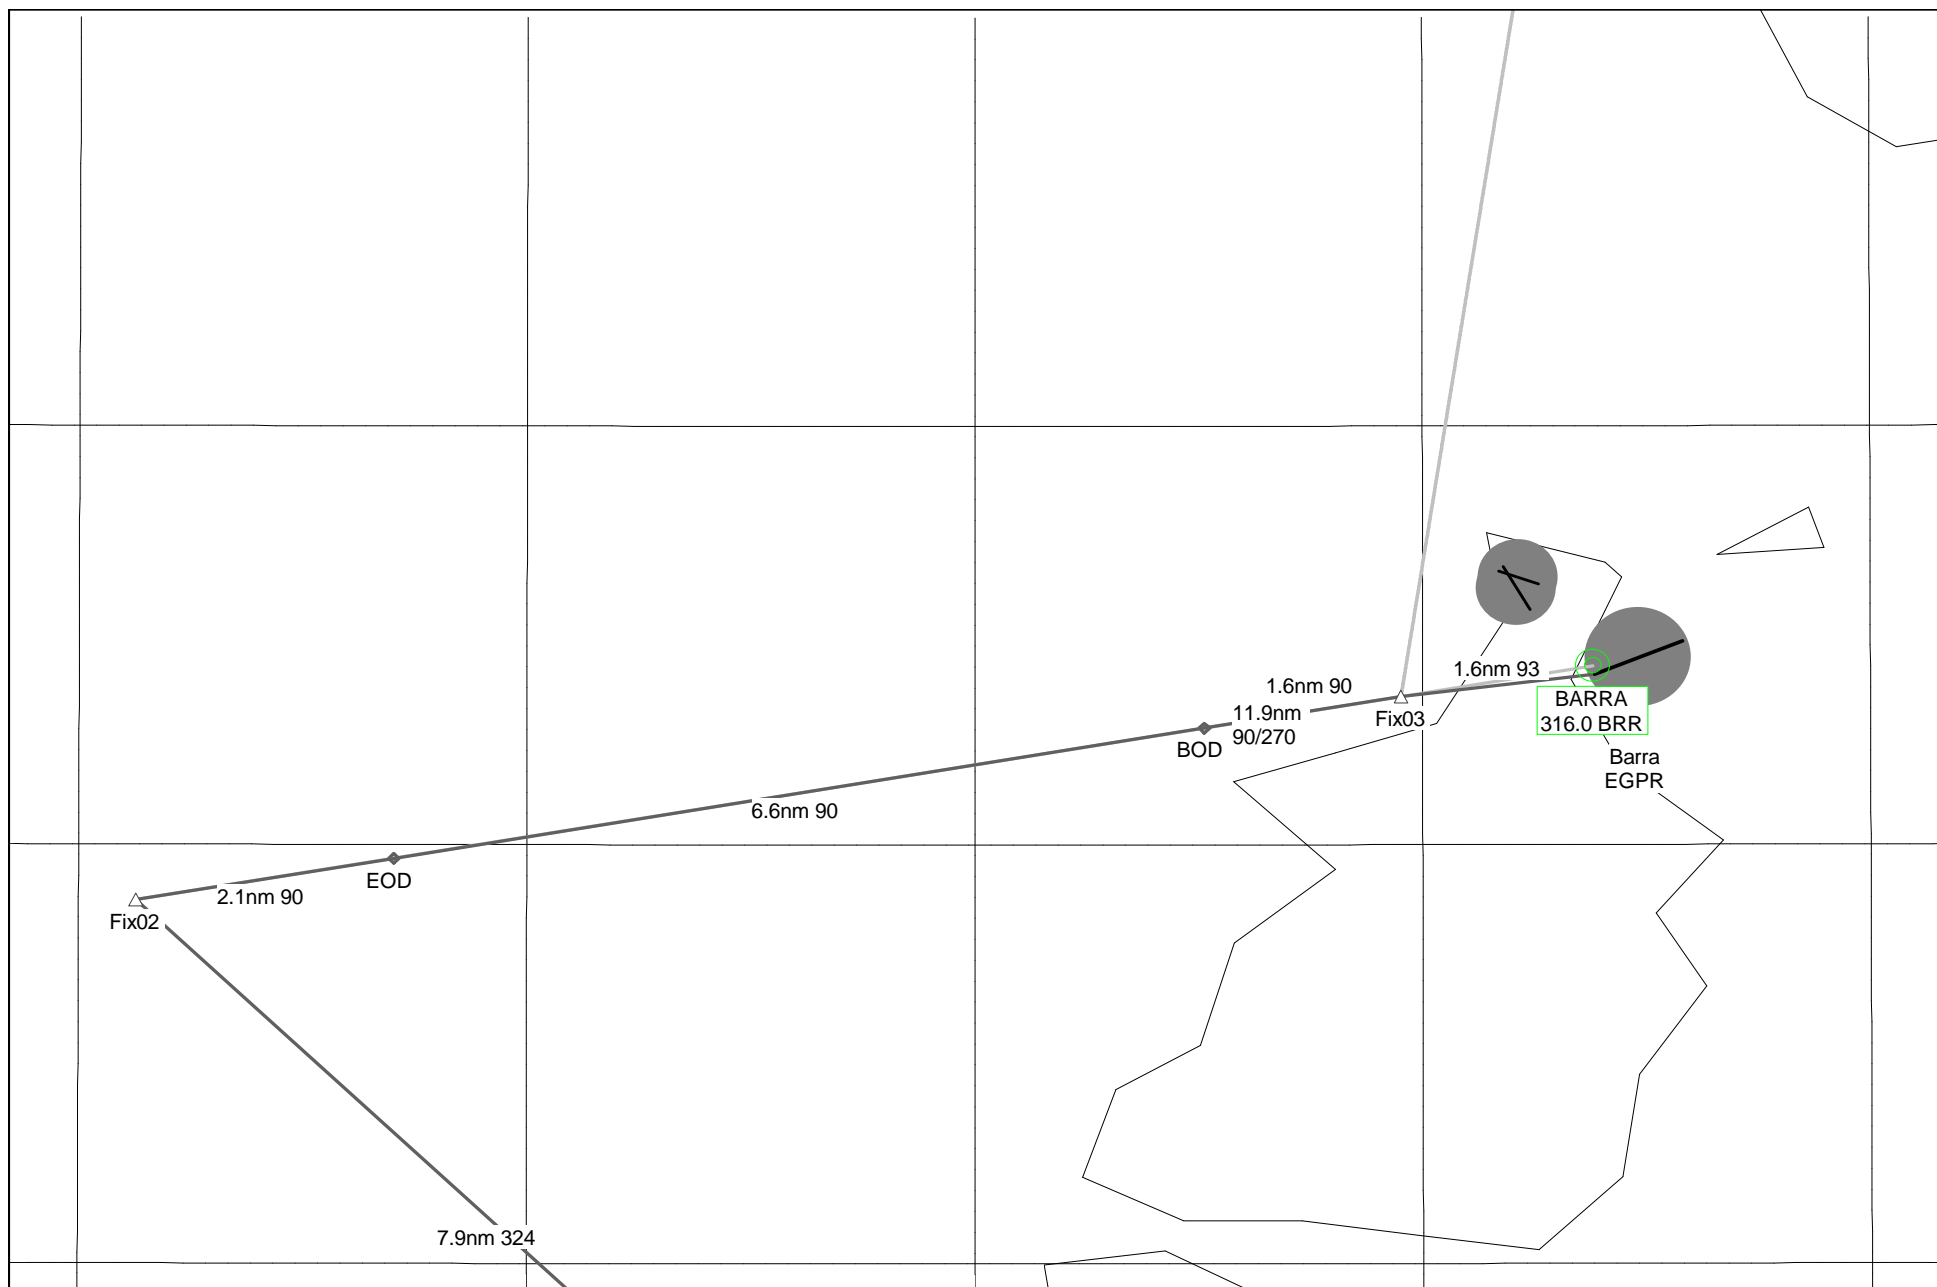 1.6nm 93
1.6nm 90
BARRA
316.0 BRR
11.9nm
90/270
Fix03
BOD
Barra
EGPR
6.6nm 90
EOD
2.1nm 90
Fix02
7.9nm 324